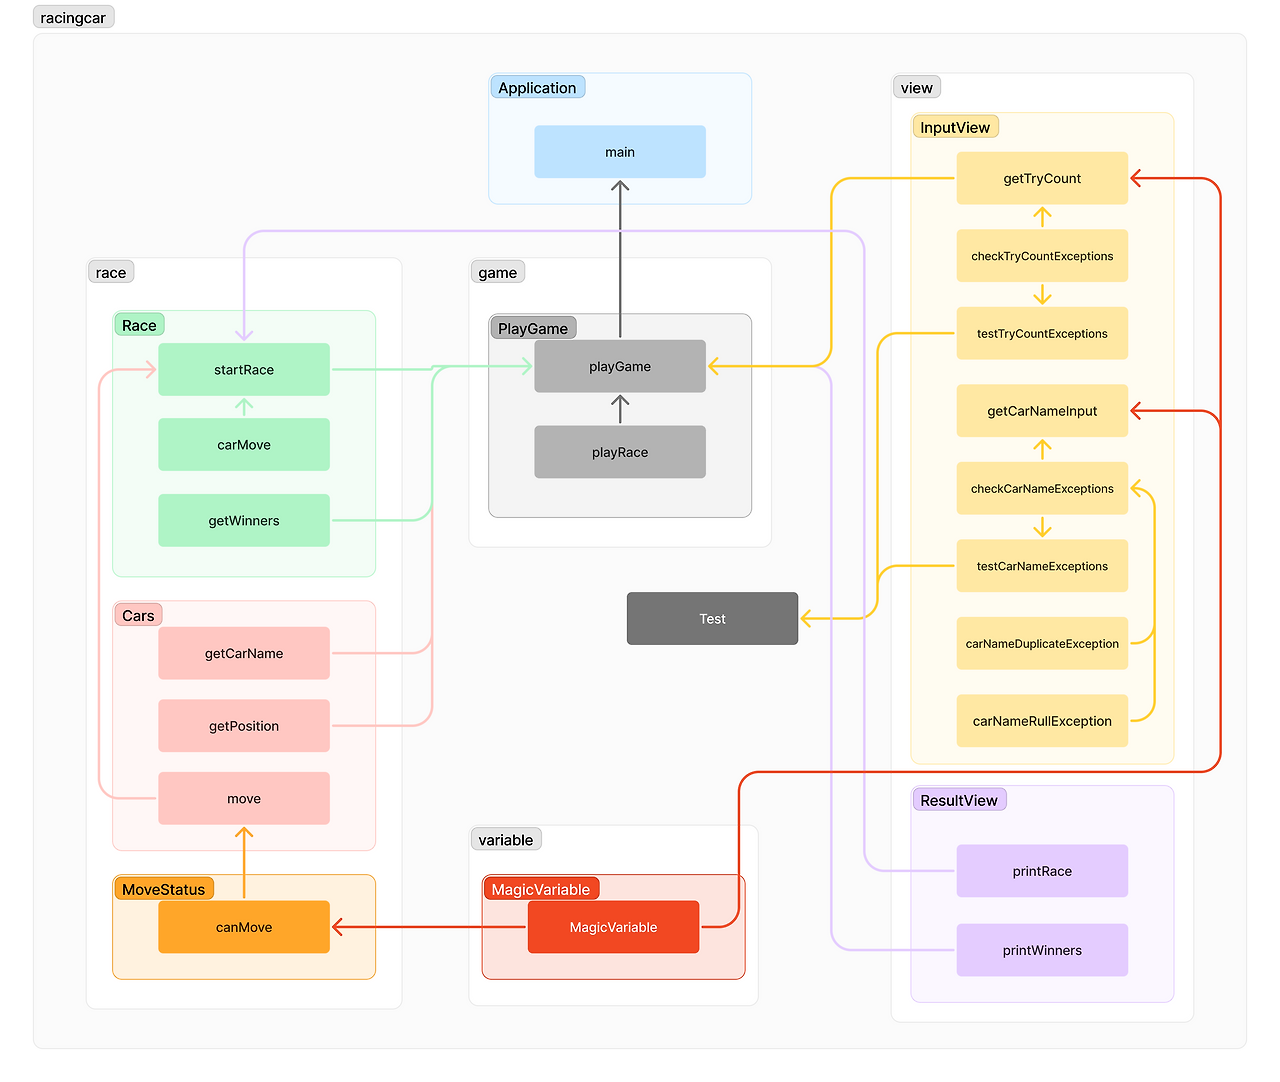 racingcar
Application
main
race
Race
startRace
carMove
getWinners
Cars
getCarName
getPosition
move
MoveStatus
canMove
game
PlayGame
playGame
playRace
Test
variable
MagicVariable
MagicVariable
view
InputView
getTryCount
checkTryCountExceptions
testTryCountExceptions
getCarNameInput
checkCarNameExceptions
testCarNameExceptions
carNameDuplicateException
carNameRullException
ResultView
printRace
printWinners